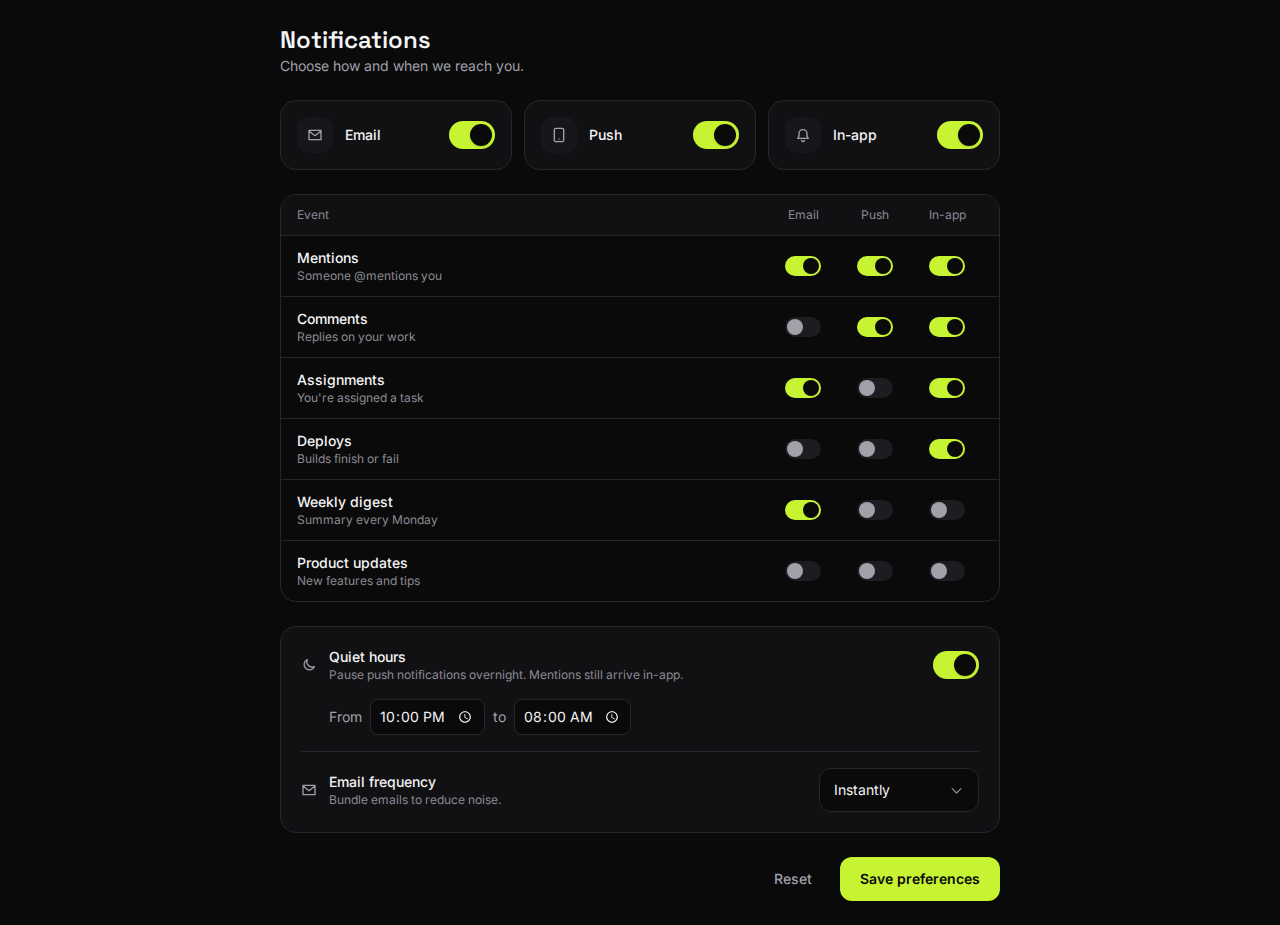 Notifications
Choose how and when we reach you.
Email
Push
In-app
Event Email Push In-app
Mentions
Someone @mentions you
Comments
Replies on your work
Assignments
You're assigned a task
Deploys
Builds finish or fail
Weekly digest
Summary every Monday
Product updates
New features and tips
Quiet hours
Pause push notifications overnight. Mentions still arrive in-app.
From 10:00 PM to 08:00 AM
Email frequency
Bundle emails to reduce noise.
Instantly
Reset Save preferences